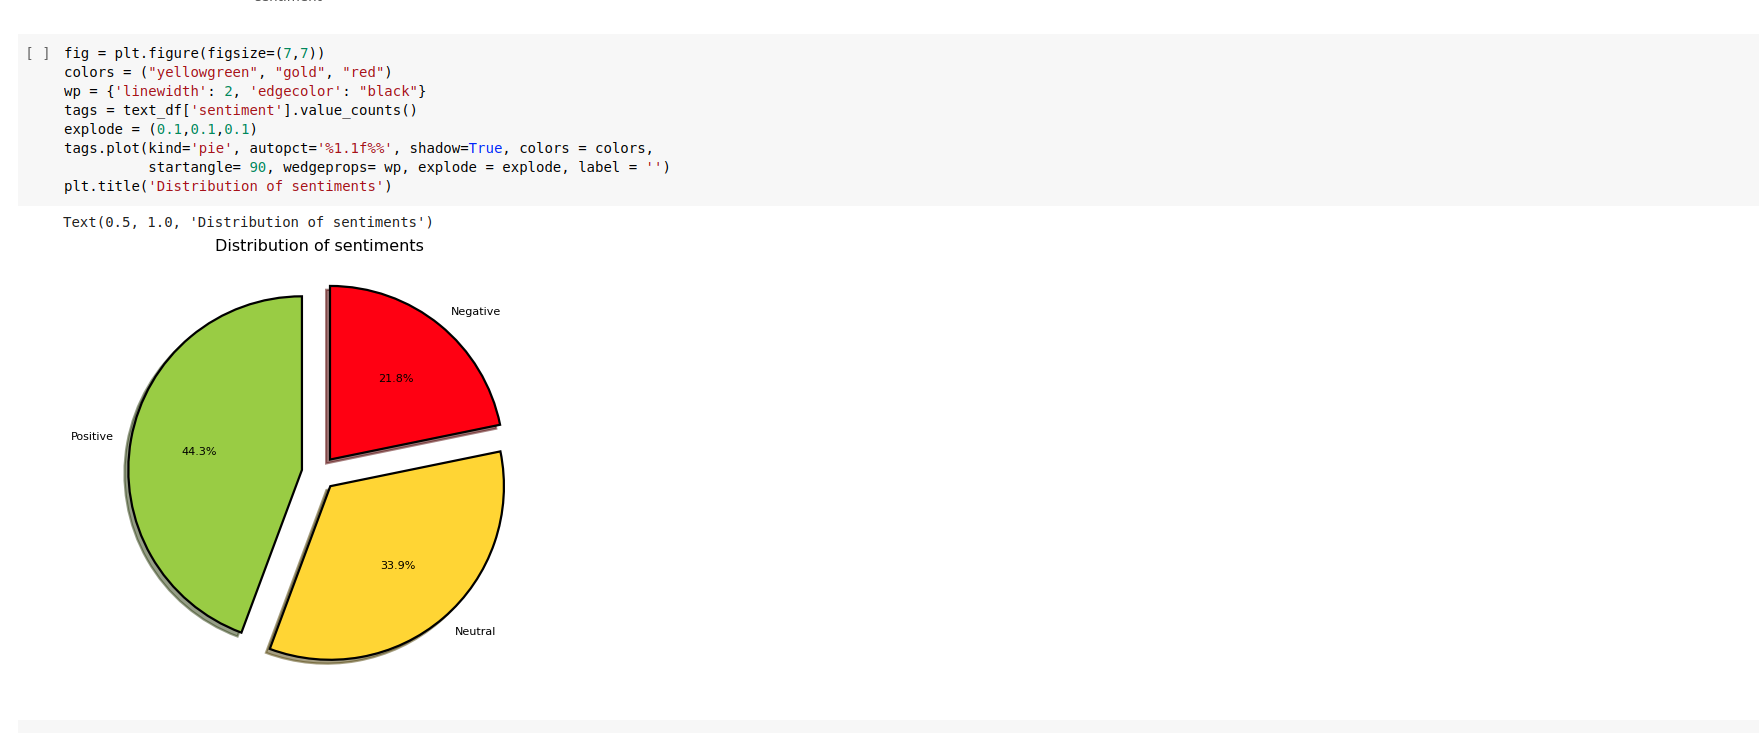 [ ] fig = plt.figure(figsize=(7,7))
colors = ("yellowgreen", "gold", "red")
wp = {'linewidth': 2, 'edgecolor': "black"}
tags = text_df['sentiment'].value_counts()
explode = (0.1,0.1,0.1)
tags.plot(kind='pie', autopct='%1.1f%%', shadow=True, colors = colors,
          startangle= 90, wedgeprops= wp, explode = explode, label = '')
plt.title('Distribution of sentiments')
Text(0.5, 1.0, 'Distribution of sentiments')
Distribution of sentiments
Negative
21.8%
Positive
44.3%
33.9%
Neutral